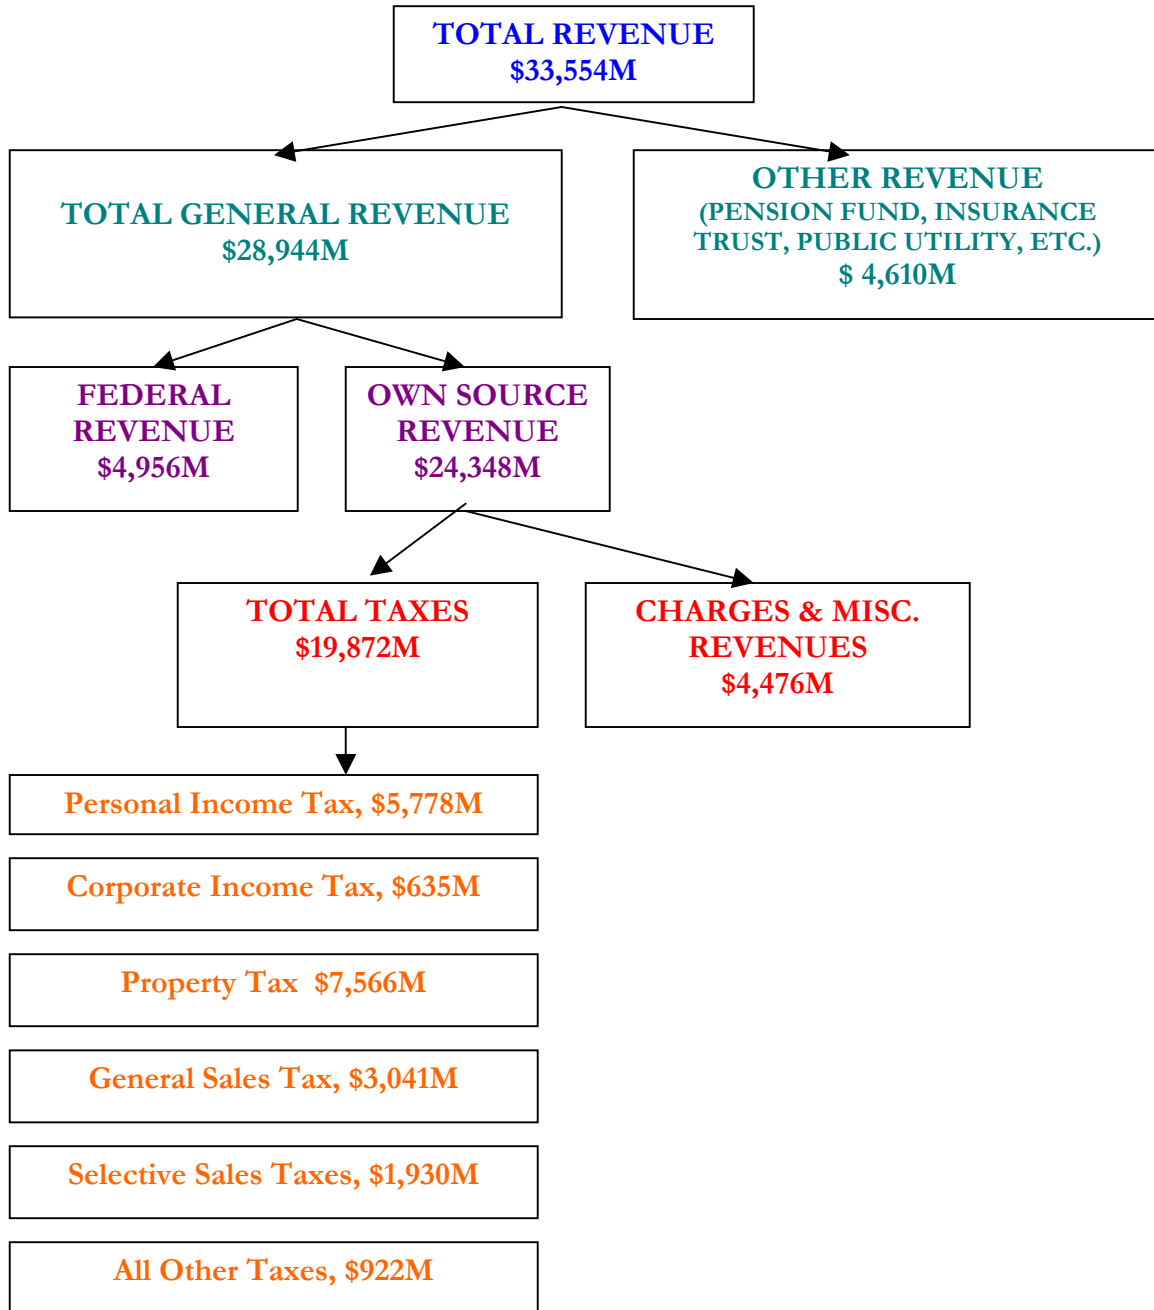 TOTAL REVENUE
$33,554M
TOTAL GENERAL REVENUE
$28,944M
OTHER REVENUE
(PENSION FUND, INSURANCE
TRUST, PUBLIC UTILITY, ETC.)
$ 4,610M
FEDERAL
REVENUE
$4,956M
OWN SOURCE
REVENUE
$24,348M
TOTAL TAXES
$19,872M
CHARGES & MISC.
REVENUES
$4,476M
Personal Income Tax, $5,778M
Corporate Income Tax, $635M
Property Tax  $7,566M
General Sales Tax, $3,041M
Selective Sales Taxes, $1,930M
All Other Taxes, $922M